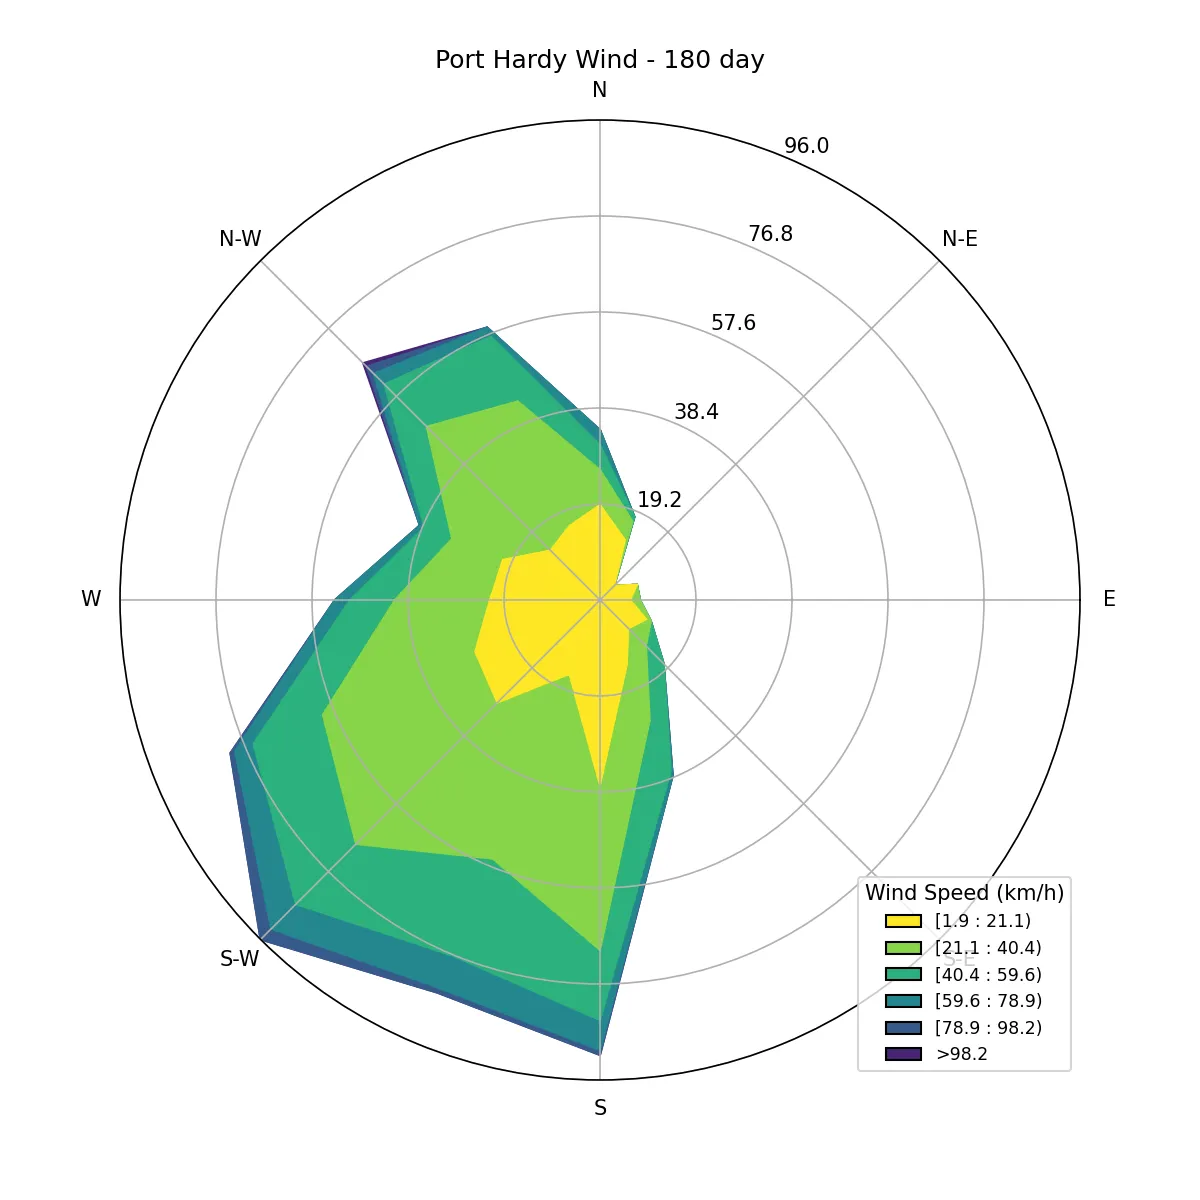 Port Hardy Wind - 180 day
N
96.0
76.8
N-W
N-E
57.6
38.4
19.2
W
E
S-W
S-E
S
Wind Speed (km/h)
[1.9 : 21.1)
[21.1 : 40.4)
[40.4 : 59.6)
[59.6 : 78.9)
[78.9 : 98.2)
>98.2